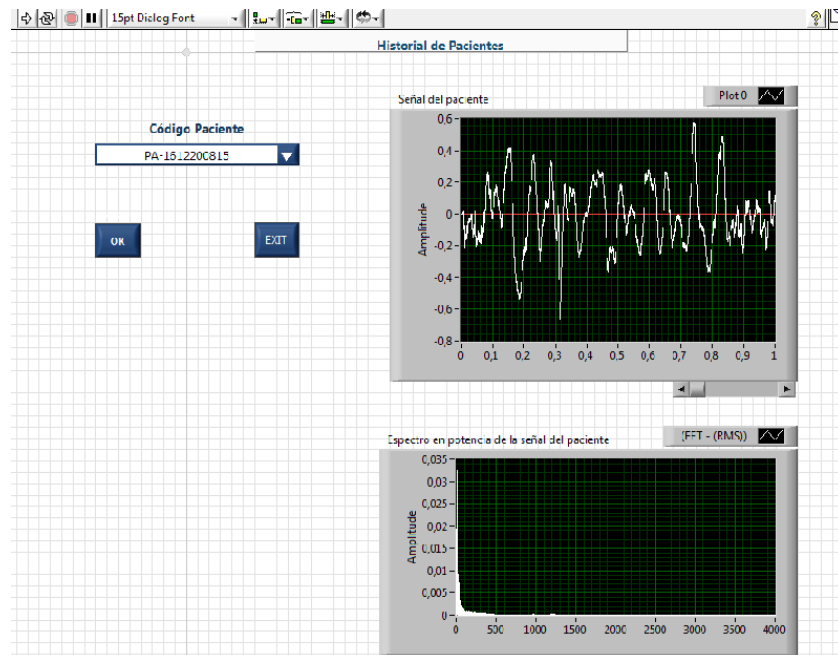 15pt Dialog Font
Historial de Pacientes
Código Paciente
PA-1612200815
OK
EXIT
Señal del paciente
Plot 0
0,6
0,4
0,2
0
-0,2
-0,4
-0,6
-0,8
Amplitude
0 0,1 0,2 0,3 0,4 0,5 0,6 0,7 0,8 0,9 1
Espectro en potencia de la señal del paciente
(FFT - (RMS))
0,035
0,03
0,025
0,02
0,015
0,01
0,005
0
Amplitude
0 500 1000 1500 2000 2500 3000 3500 4000